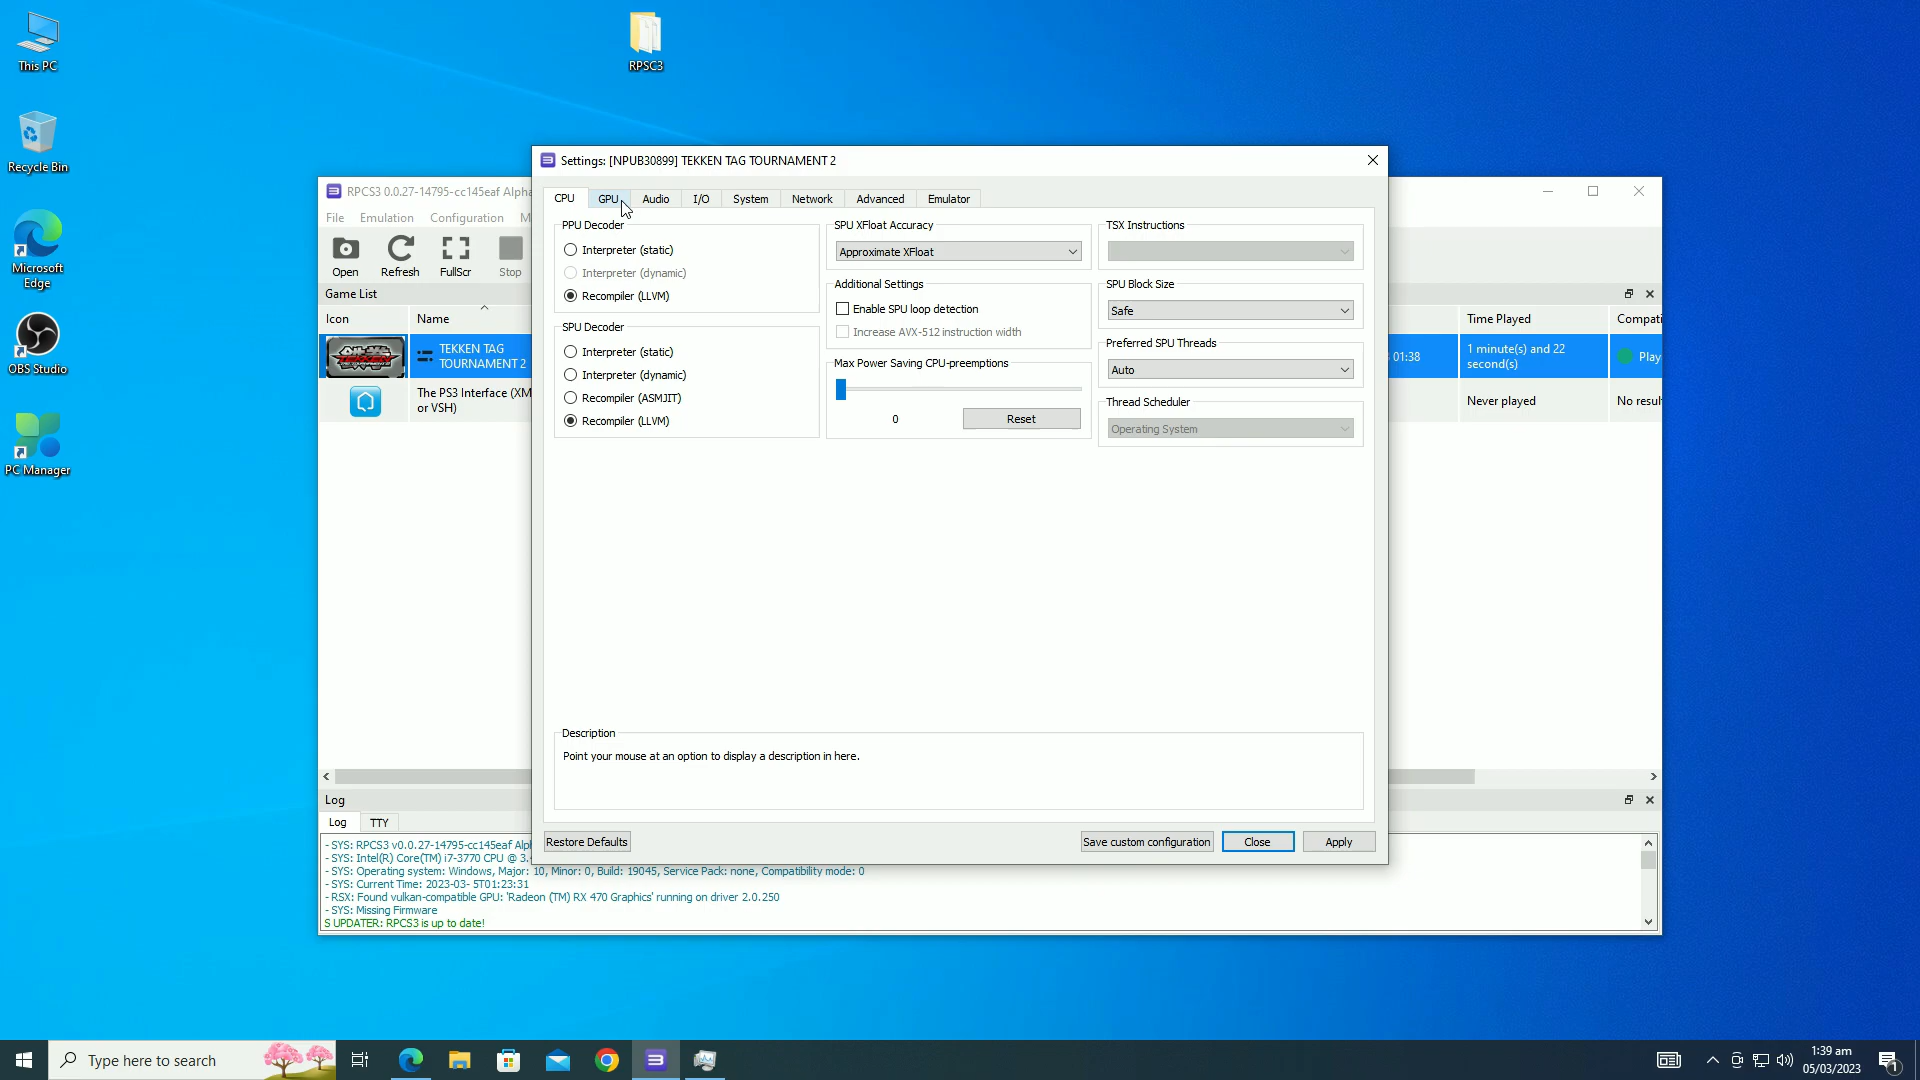 This PC
RPSC3
Recycle Bin
Microsoft
Edge
OBS Studio
PC Manager
RPCS3 0.0.27-14795-cc145eaf Alpha
File Emulation Configuration M
Open Refresh FullScr Stop
Game List
Icon Name
Time Played Compati
TEKKEN TAG
TOURNAMENT 2
01:38
1 minute(s) and 22
second(s)
Play
The PS3 Interface (XM
or VSH)
Never played
No resul
Settings: [NPUB30899] TEKKEN TAG TOURNAMENT 2
CPU GPU Audio I/O System Network Advanced Emulator
PPU Decoder
Interpreter (static)
Interpreter (dynamic)
Recompiler (LLVM)
SPU Decoder
Interpreter (static)
Interpreter (dynamic)
Recompiler (ASMJIT)
Recompiler (LLVM)
SPU XFloat Accuracy
Approximate XFloat
Additional Settings
Enable SPU loop detection
Increase AVX-512 instruction width
Max Power Saving CPU-preemptions
0
Reset
TSX Instructions
SPU Block Size
Safe
Preferred SPU Threads
Auto
Thread Scheduler
Operating System
Description
Point your mouse at an option to display a description in here.
Restore Defaults
Save custom configuration
Close
Apply
Log
Log TTY
- SYS: RPCS3 v0.0.27-14795-cc145eaf Alp
- SYS: Intel(R) Core(TM) i7-3770 CPU @ 3.
- SYS: Operating system: Windows, Major: 10, Minor: 0, Build: 19045, Service Pack: none, Compatibility mode: 0
- SYS: Current Time: 2023-03- 5T01:23:31
- RSX: Found vulkan-compatible GPU: 'Radeon (TM) RX 470 Graphics' running on driver 2.0.250
- SYS: Missing Firmware
S UPDATER: RPCS3 is up to date!
Type here to search
1:39 am
05/03/2023
1